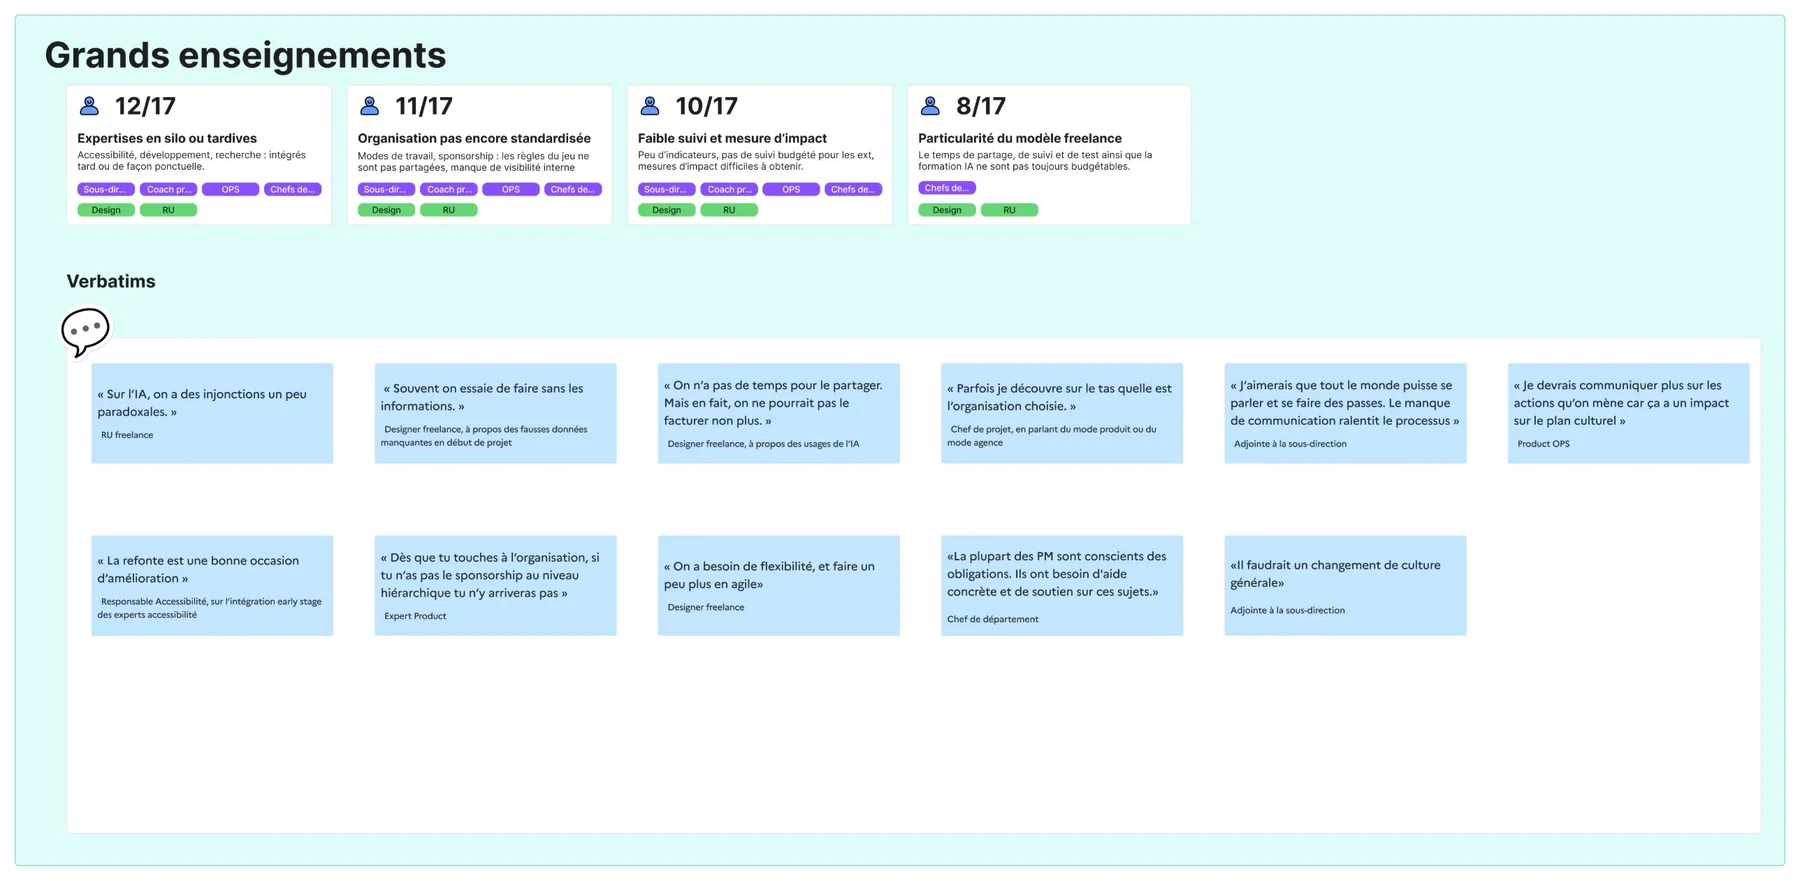 Grands enseignements
12/17
Expertises en silo ou tardives
Accessibilité, développement, recherche : intégrés
tard ou de façon ponctuelle.
Sous-dir...
Coach pr...
OPS
Chefs de...
Design
RU
11/17
Organisation pas encore standardisée
Modes de travail, sponsorship : les règles du jeu ne
sont pas partagées, manque de visibilité interne
Sous-dir...
Coach pr...
OPS
Chefs de...
Design
RU
10/17
Faible suivi et mesure d’impact
Peu d’indicateurs, pas de suivi budgété pour les ext,
mesures d’impact difficiles à obtenir.
Sous-dir...
Coach pr...
OPS
Chefs de...
Design
RU
8/17
Particularité du modèle freelance
Le temps de partage, de suivi et de test ainsi que la
formation IA ne sont pas toujours budgétables.
Chefs de...
Design
RU
Verbatims
« Sur l’IA, on a des injonctions un peu
paradoxales. »
RU freelance
« Souvent on essaie de faire sans les
informations. »
Designer freelance, à propos des fausses données
manquantes en début de projet
« On n’a pas de temps pour le partager.
Mais en fait, on ne pourrait pas le
facturer non plus. »
Designer freelance, à propos des usages de l’IA
« Parfois je découvre sur le tas quelle est
l’organisation choisie. »
Chef de projet, en parlant du mode produit ou du
mode agence
« J’aimerais que tout le monde puisse se
parler et se faire des passes. Le manque
de communication ralentit le processus »
Adjointe à la sous-direction
« Je devrais communiquer plus sur les
actions qu’on mène car ça a un impact
sur le plan culturel »
Product OPS
« La refonte est une bonne occasion
d’amélioration »
Responsable Accessibilité, sur l’intégration early stage
des experts accessibilité
« Dès que tu touches à l’organisation, si
tu n’as pas le sponsorship au niveau
hiérarchique tu n’y arriveras pas »
Expert Product
« On a besoin de flexibilité, et faire un
peu plus en agile»
Designer freelance
«La plupart des PM sont conscients des
obligations. Ils ont besoin d'aide
concrète et de soutien sur ces sujets.»
Chef de département
«Il faudrait un changement de culture
générale»
Adjointe à la sous-direction